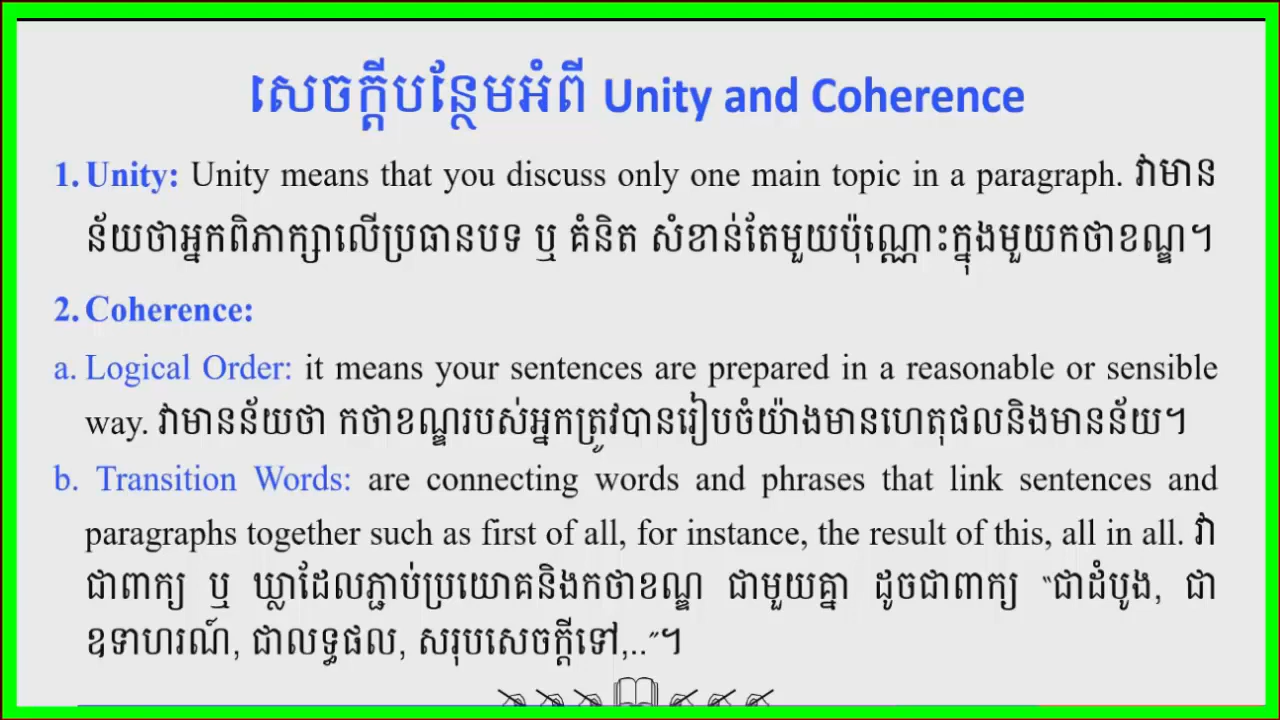 សេចក្តីបន្ថែមអំពី Unity and Coherence
1. Unity: Unity means that you discuss only one main topic in a paragraph. វាមាន
ន័យថាអ្នកពិភាក្សាលើប្រធានបទ ឬ គំនិត សំខាន់តែមួយប៉ុណ្ណោះក្នុងមួយកថាខណ្ឌ។
2. Coherence:
a. Logical Order: it means your sentences are prepared in a reasonable or sensible
way. វាមានន័យថា កថាខណ្ឌរបស់អ្នកត្រូវបានរៀបចំយ៉ាងមានហេតុផលនិងមានន័យ។
b. Transition Words: are connecting words and phrases that link sentences and
paragraphs together such as first of all, for instance, the result of this, all in all. វា
ជាពាក្យ ឬ ឃ្លាដែលភ្ជាប់ប្រយោគនិងកថាខណ្ឌ ជាមួយគ្នា ដូចជាពាក្យ “ជាដំបូង, ជា
ឧទាហរណ៍, ជាលទ្ធផល, សរុបសេចក្តីទៅ,..”។